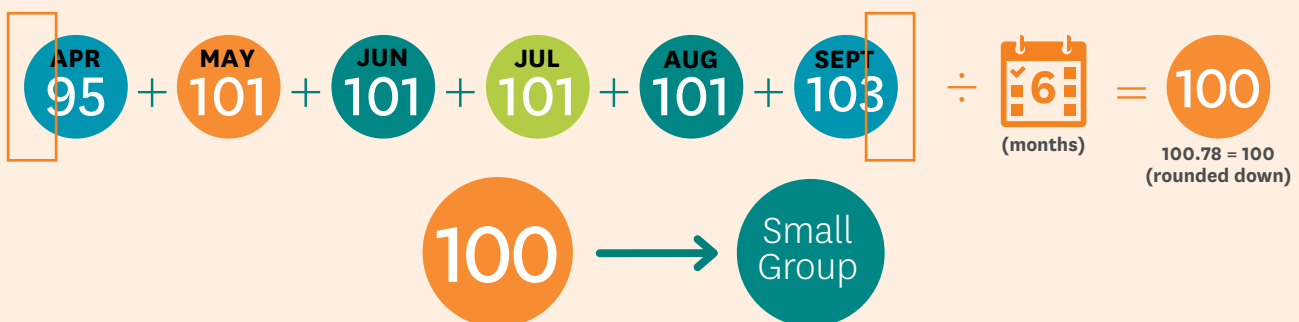 APR MAY JUN JUL AUG SEPT
95 + 101 + 101 + 101 + 101 + 103 ÷ 6 = 100
(months)
100.78 = 100
(rounded down)
100
Small
Group